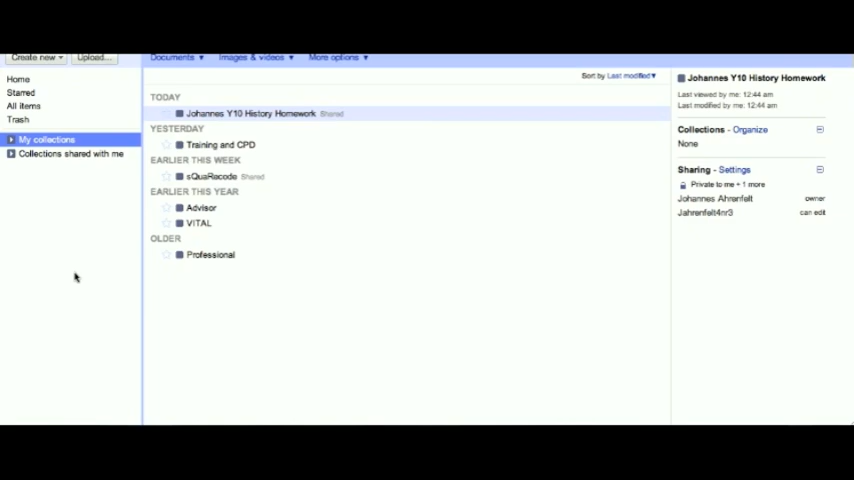 Create new ▾ Upload... Documents ▾ Images & videos ▾ More options ▾
Home
Starred
All items
Trash
My collections
Collections shared with me
Sort by Last modified▾
TODAY
Johannes Y10 History Homework Shared
YESTERDAY
Training and CPD
EARLIER THIS WEEK
sQuaRecode Shared
EARLIER THIS YEAR
Advisor
VITAL
OLDER
Professional
Johannes Y10 History Homework
Last viewed by me: 12:44 am
Last modified by me: 12:44 am
Collections - Organize
None
Sharing - Settings
Private to me + 1 more
Johannes Ahrenfelt owner
Jahrenfelt4nr3 can edit